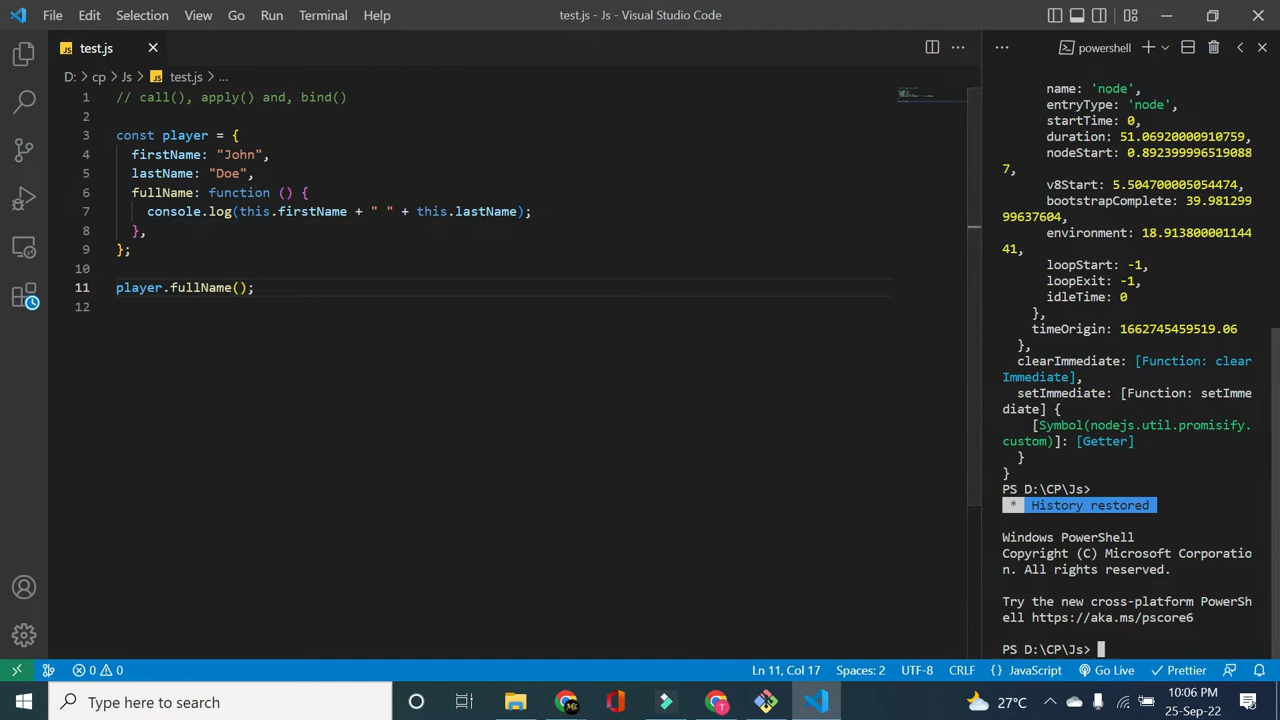 File Edit Selection View Go Run Terminal Help
test.js - Js - Visual Studio Code
JS test.js
powershell
D: > cp > Js > JS test.js > ...
1 // call(), apply() and, bind()
2
3 const player = {
4 firstName: "John",
5 lastName: "Doe",
6 fullName: function () {
7 console.log(this.firstName + " " + this.lastName);
8 },
9 };
10
11 player.fullName();
12
name: 'node',
entryType: 'node',
startTime: 0,
duration: 51.06920000910759,
nodeStart: 0.892399996519088
7,
v8Start: 5.504700005054474,
bootstrapComplete: 39.981299
99637604,
environment: 18.913800001144
41,
loopStart: -1,
loopExit: -1,
idleTime: 0
},
timeOrigin: 1662745459519.06
},
clearImmediate: [Function: clear
Immediate],
setImmediate: [Function: setImme
diate] {
[Symbol(nodejs.util.promisify.
custom)]: [Getter]
}
}
PS D:\CP\Js>
* History restored
Windows PowerShell
Copyright (C) Microsoft Corporatio
n. All rights reserved.
Try the new cross-platform PowerSh
ell https://aka.ms/pscore6
PS D:\CP\Js>
0 0
Ln 11, Col 17 Spaces: 2 UTF-8 CRLF {} JavaScript Go Live Prettier
Type here to search
27°C
10:06 PM
25-Sep-22